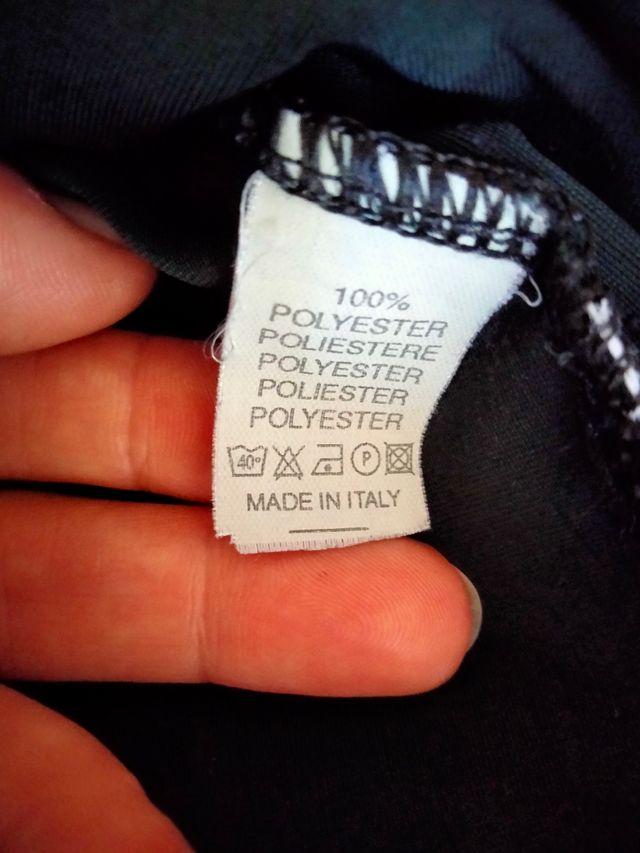 100%
POLYESTER
POLIESTERE
POLYESTER
POLIESTER
POLYESTER
40° P
MADE IN ITALY